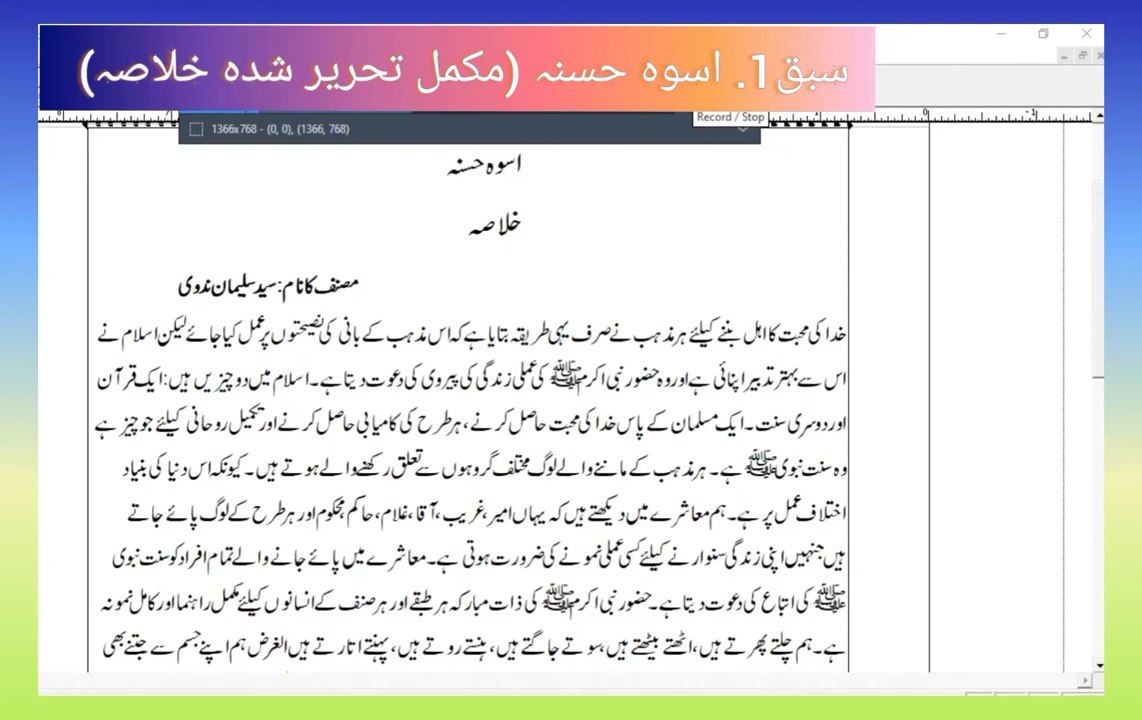 سبق1. اسوہ حسنہ (مکمل تحریر شدہ خلاصہ)
Record / Stop
1366x768 - (0, 0), (1366, 768)
اسوہ حسنہ
خلاصہ
مصنف کا نام: سید سلیمان ندوی
خدا کی محبت کا اہل بننے کیلئے ہر مذہب نے صرف یہی طریقہ بتایا ہے کہ اس مذہب کے بانی کی نصیحتوں پر عمل کیا جائے لیکن اسلام نے
اس سے بہتر تدبیر اپنائی ہے اور وہ حضور نبی اکرم ﷺ کی عملی زندگی کی پیروی کی دعوت دیتا ہے۔ اسلام میں دو چیزیں ہیں: ایک قرآن
اور دوسری سنت۔ ایک مسلمان کے پاس خدا کی محبت حاصل کرنے، ہر طرح کی کامیابی حاصل کرنے اور تکمیل روحانی کیلئے جو چیز ہے
وہ سنت نبوی ﷺ ہے۔ ہر مذہب کے ماننے والے لوگ مختلف گروہوں سے تعلق رکھنے والے ہوتے ہیں۔ کیونکہ اس دنیا کی بنیاد
اختلاف عمل پر ہے۔ ہم معاشرے میں دیکھتے ہیں کہ یہاں امیر، غریب، آقا، غلام، حاکم، محکوم اور ہر طرح کے لوگ پائے جاتے
ہیں جنہیں اپنی زندگی سنوارنے کیلئے کسی عملی نمونے کی ضرورت ہوتی ہے۔ معاشرے میں پائے جانے والے تمام افراد کو سنت نبوی
ﷺ کی اتباع کی دعوت دیتا ہے۔ حضور نبی اکرم ﷺ کی ذات مبارکہ ہر طبقے اور ہر صنف کے انسانوں کیلئے مکمل راہنما اور کامل نمونہ
ہے۔ ہم چلتے پھرتے ہیں، اٹھتے بیٹھتے ہیں، سوتے جاگتے ہیں، ہنستے روتے ہیں، پہنتے اتارتے ہیں الغرض ہم اپنے جسم سے جتنے بھی